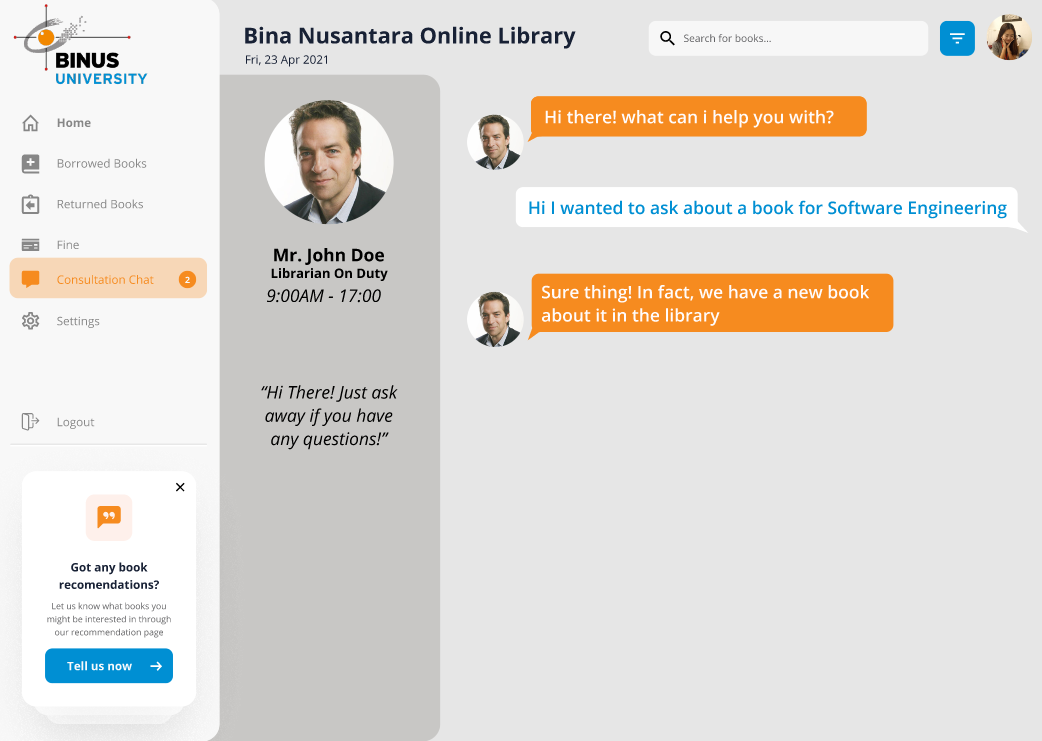 BINUS
UNIVERSITY
Home
Borrowed Books
Returned Books
Fine
Consultation Chat
2
Settings
Logout
Got any book
recomendations?
Let us know what books you
might be interested in through
our recommendation page
Tell us now
Bina Nusantara Online Library
Fri, 23 Apr 2021
Search for books...
Mr. John Doe
Librarian On Duty
9:00AM - 17:00
“Hi There! Just ask
away if you have
any questions!”
Hi there! what can i help you with?
Hi I wanted to ask about a book for Software Engineering
Sure thing! In fact, we have a new book
about it in the library